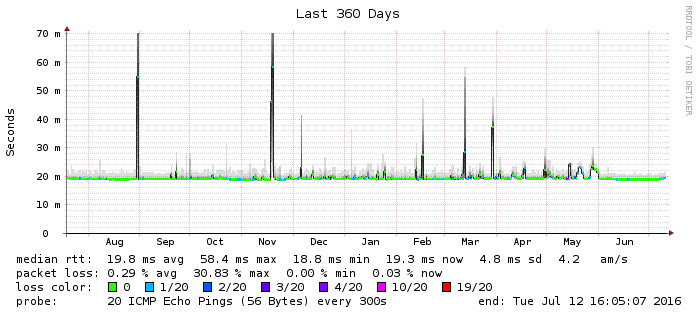 Last 360 Days
RRDTOOL / TOBI OETIKER
Seconds
70 m
60 m
50 m
40 m
30 m
20 m
10 m
0
Aug Sep Oct Nov Dec Jan Feb Mar Apr May Jun
median rtt: 19.8 ms avg 58.4 ms max 18.8 ms min 19.3 ms now 4.8 ms sd 4.2 am/s
packet loss: 0.29 % avg 30.83 % max 0.00 % min 0.03 % now
loss color: 0 1/20 2/20 3/20 4/20 10/20 19/20
probe: 20 ICMP Echo Pings (56 Bytes) every 300s end: Tue Jul 12 16:05:07 2016